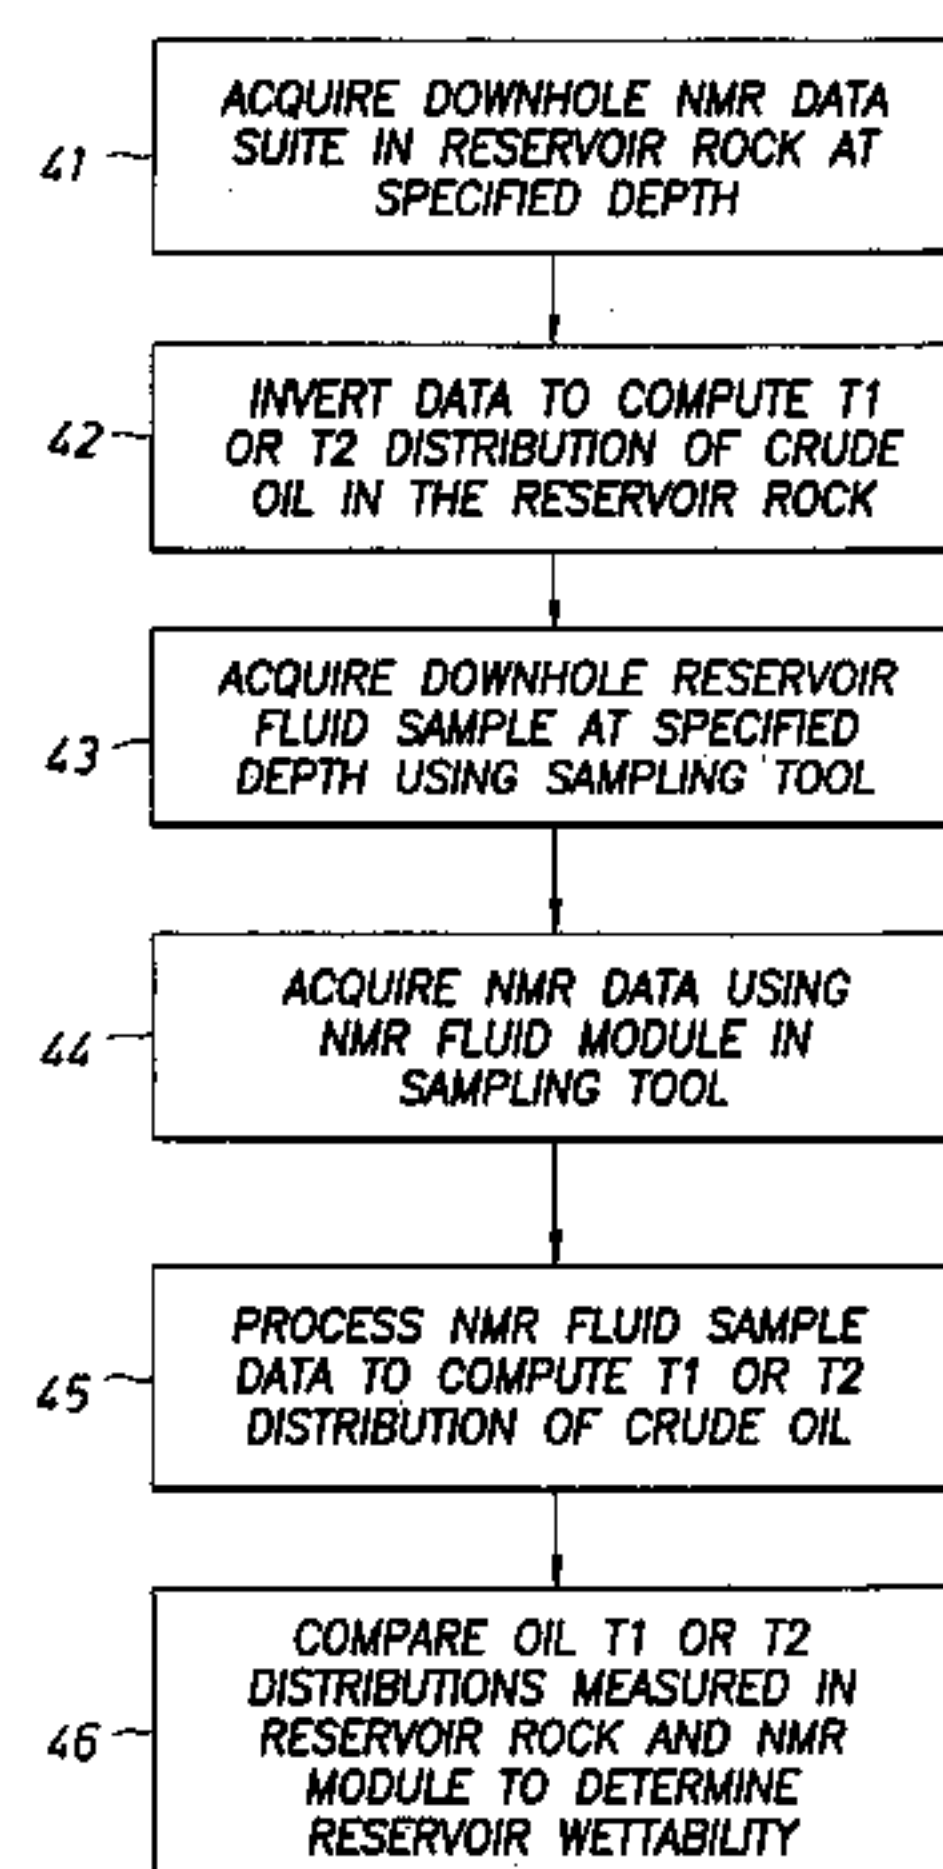 41
ACQUIRE DOWNHOLE NMR DATA
SUITE IN RESERVOIR ROCK AT
SPECIFIED DEPTH
42
INVERT DATA TO COMPUTE T1
OR T2 DISTRIBUTION OF CRUDE
OIL IN THE RESERVOIR ROCK
43
ACQUIRE DOWNHOLE RESERVOIR
FLUID SAMPLE AT SPECIFIED
DEPTH USING SAMPLING TOOL
44
ACQUIRE NMR DATA USING
NMR FLUID MODULE IN
SAMPLING TOOL
45
PROCESS NMR FLUID SAMPLE
DATA TO COMPUTE T1 OR T2
DISTRIBUTION OF CRUDE OIL
46
COMPARE OIL T1 OR T2
DISTRIBUTIONS MEASURED IN
RESERVOIR ROCK AND NMR
MODULE TO DETERMINE
RESERVOIR WETTABILITY